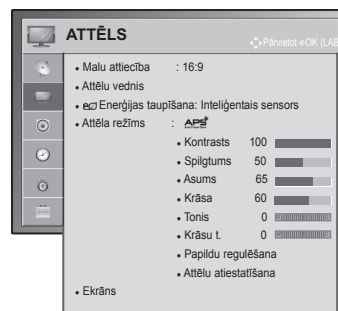 ATTĒLS
Pārvietot ⊙OK (LAB
• Malu attiecība : 16:9
• Attēlu vednis
• Enerģijas taupīšana: Inteliģentais sensors
• Attēla režīms : APS
• Kontrasts 100
• Spilgtums 50
• Asums 65
• Krāsa 60
• Tonis 0
• Krāsu t. 0
• Papildu regulēšana
• Attēlu atiestatīšana
• Ekrāns